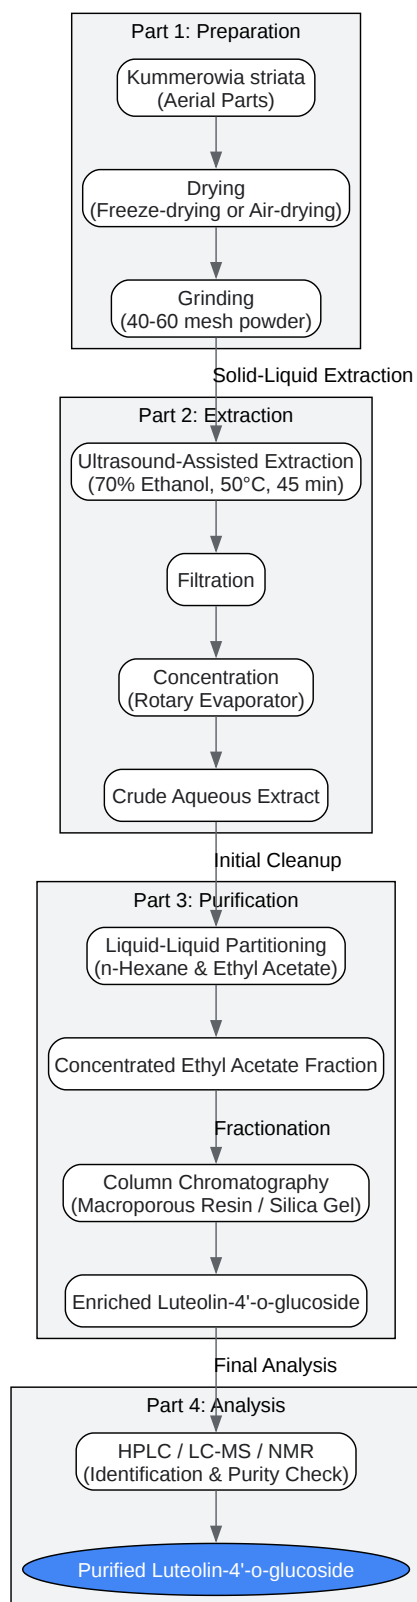 Part 1: Preparation
Kummerowia striata
(Aerial Parts)
Drying
(Freeze-drying or Air-drying)
Grinding
(40-60 mesh powder)
Solid-Liquid Extraction
Part 2: Extraction
Ultrasound-Assisted Extraction
(70% Ethanol, 50°C, 45 min)
Filtration
Concentration
(Rotary Evaporator)
Crude Aqueous Extract
Initial Cleanup
Part 3: Purification
Liquid-Liquid Partitioning
(n-Hexane & Ethyl Acetate)
Concentrated Ethyl Acetate Fraction
Fractionation
Column Chromatography
(Macroporous Resin / Silica Gel)
Enriched Luteolin-4'-o-glucoside
Final Analysis
Part 4: Analysis
HPLC / LC-MS / NMR
(Identification & Purity Check)
Purified Luteolin-4'-o-glucoside